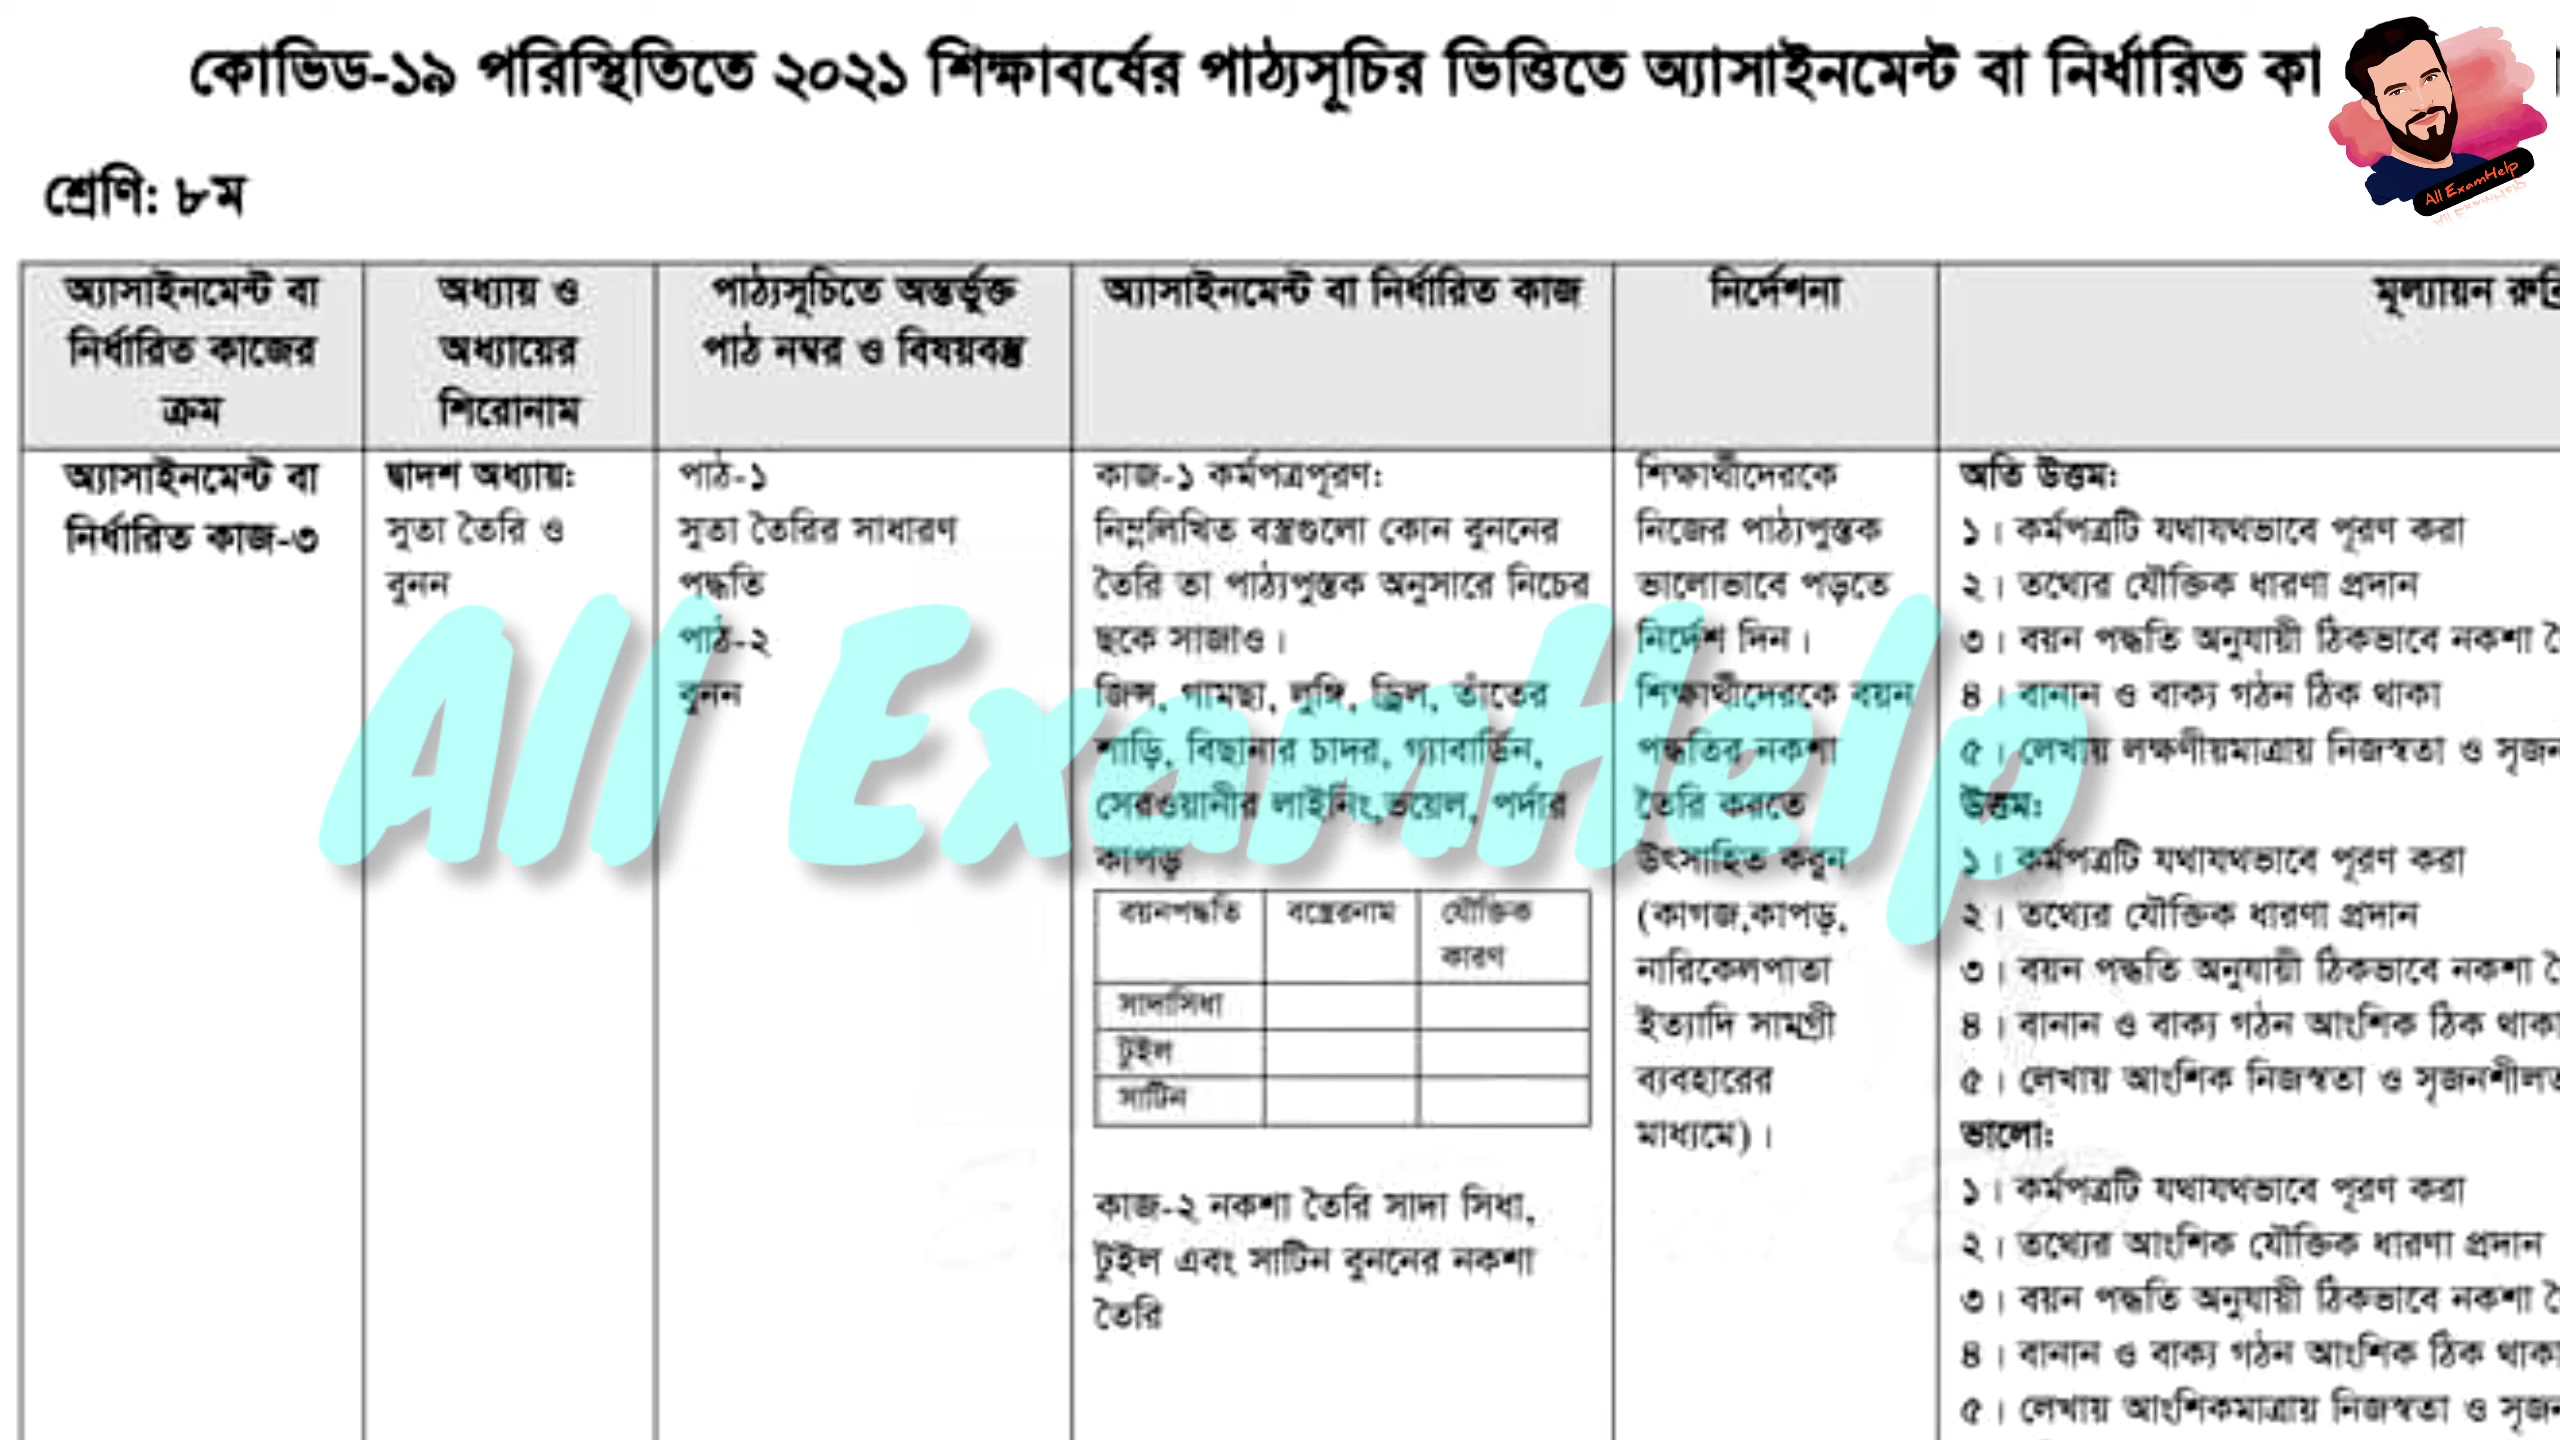 কোভিড-১৯ পরিস্থিতিতে ২০২১ শিক্ষাবর্ষের পাঠ্যসূচির ভিত্তিতে অ্যাসাইনমেন্ট বা নির্ধারিত কা
All ExamHelp
শ্রেণি: ৮ম
অ্যাসাইনমেন্ট বা
নির্ধারিত কাজের
ক্রম
অধ্যায় ও
অধ্যায়ের
শিরোনাম
পাঠ্যসূচিতে অন্তর্ভুক্ত
পাঠ নম্বর ও বিষয়বস্তু
অ্যাসাইনমেন্ট বা নির্ধারিত কাজ
নির্দেশনা
মূল্যায়ন
অ্যাসাইনমেন্ট বা
নির্ধারিত কাজ-৩
দ্বাদশ অধ্যায়:
সুতা তৈরি ও
বুনন
পাঠ-১
সুতা তৈরির সাধারণ
পদ্ধতি
পাঠ-২
বুনন
কাজ-১ কর্মপত্রপূরণ:
নিম্নলিখিত বস্ত্রগুলো কোন বুননের
তৈরি তা পাঠ্যপুস্তক অনুসারে নিচের
ছকে সাজাও।
জিন্স, গামছা, লুঙ্গি, ড্রিল, তাঁতের
শাড়ি, বিছানার চাদর, গ্যাবার্ডিন,
সেরওয়ানীর লাইনিং,ভয়েল, পর্দার
কাপড়
বয়নপদ্ধতি
বস্ত্রেরনাম
যৌক্তিক
কারণ
সাদাসিধা
টুইল
সাটিন
কাজ-২ নকশা তৈরি সাদা সিধা,
টুইল এবং সাটিন বুননের নকশা
তৈরি
শিক্ষার্থীদেরকে
নিজের পাঠ্যপুস্তক
ভালোভাবে পড়তে
নির্দেশ দিন।
শিক্ষার্থীদেরকে বয়ন
পদ্ধতির নকশা
তৈরি করতে
উৎসাহিত করুন
(কাগজ,কাপড়,
নারিকেলপাতা
ইত্যাদি সামগ্রী
ব্যবহারের
মাধ্যমে)।
অতি উত্তম:
১। কর্মপত্রটি যথাযথভাবে পূরণ করা
২। তথ্যের যৌক্তিক ধারণা প্রদান
৩। বয়ন পদ্ধতি অনুযায়ী ঠিকভাবে নকশা
৪। বানান ও বাক্য গঠন ঠিক থাকা
৫। লেখায় লক্ষণীয়মাত্রায় নিজস্বতা ও
উত্তম:
১। কর্মপত্রটি যথাযথভাবে পূরণ করা
২। তথ্যের যৌক্তিক ধারণা প্রদান
৩। বয়ন পদ্ধতি অনুযায়ী ঠিকভাবে নকশা
৪। বানান ও বাক্য গঠন আংশিক ঠিক থাকা
৫। লেখায় আংশিক নিজস্বতা ও
ভালো:
১। কর্মপত্রটি যথাযথভাবে পূরণ করা
২। তথ্যের আংশিক যৌক্তিক ধারণা প্রদান
৩। বয়ন পদ্ধতি অনুযায়ী ঠিকভাবে নকশা
৪। বানান ও বাক্য গঠন আংশিক ঠিক থাকা
৫। লেখায় আংশিকমাত্রায় নিজস্বতা ও
All ExamHelp